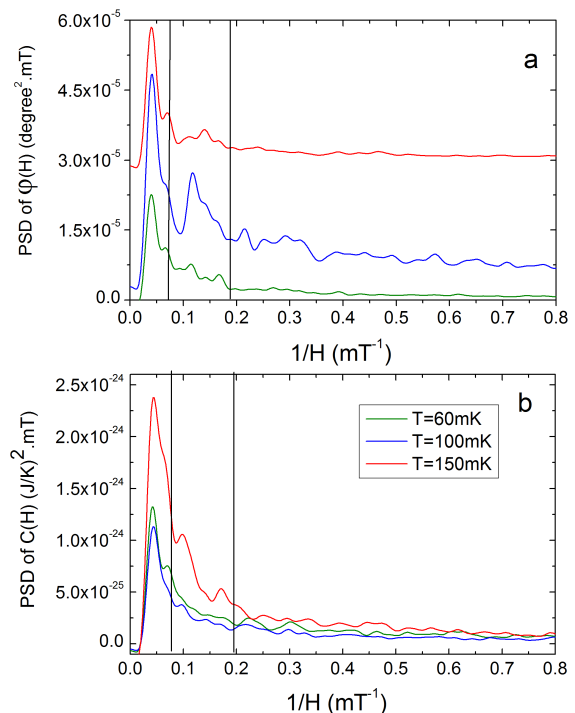 a
PSD of φ(H) (degree².mT)
6.0x10⁻⁵
4.5x10⁻⁵
3.0x10⁻⁵
1.5x10⁻⁵
0.0
0.0 0.1 0.2 0.3 0.4 0.5 0.6 0.7 0.8
1/H (mT⁻¹)
b
PSD of C(H) (J/K)².mT)
2.5x10⁻²⁴
2.0x10⁻²⁴
1.5x10⁻²⁴
1.0x10⁻²⁴
5.0x10⁻²⁵
0.0
T=60mK
T=100mK
T=150mK
0.0 0.1 0.2 0.3 0.4 0.5 0.6 0.7 0.8
1/H (mT⁻¹)